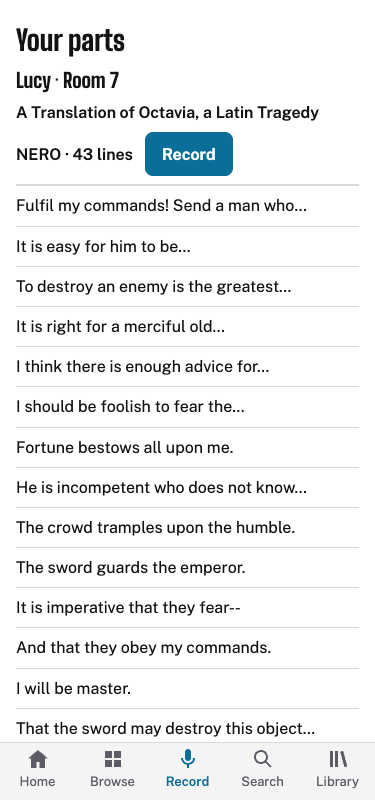 Your parts
Lucy · Room 7
A Translation of Octavia, a Latin Tragedy
NERO · 43 lines
Record
Fulfil my commands! Send a man who...
It is easy for him to be...
To destroy an enemy is the greatest...
It is right for a merciful old...
I think there is enough advice for...
I should be foolish to fear the...
Fortune bestows all upon me.
He is incompetent who does not know...
The crowd tramples upon the humble.
The sword guards the emperor.
It is imperative that they fear--
And that they obey my commands.
I will be master.
That the sword may destroy this object...
Home
Browse
Record
Search
Library